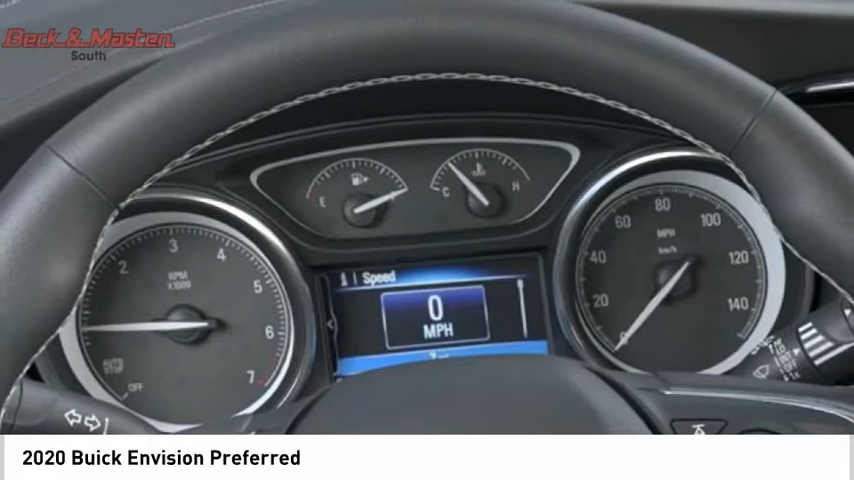 Beck & Masten
South
E
C
H
2
3
4
5
6
7
RPM
X1000
AUTO
STOP
OFF
Speed
0
MPH
0
20
40
60
80
100
120
140
MPH
km/h
2020 Buick Envision Preferred